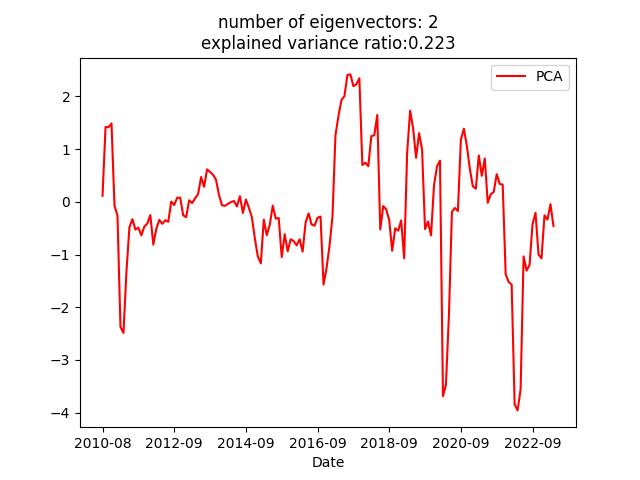 number of eigenvectors: 2
explained variance ratio:0.223
PCA
2
1
0
−1
−2
−3
−4
2010-08 2012-09 2014-09 2016-09 2018-09 2020-09 2022-09
Date